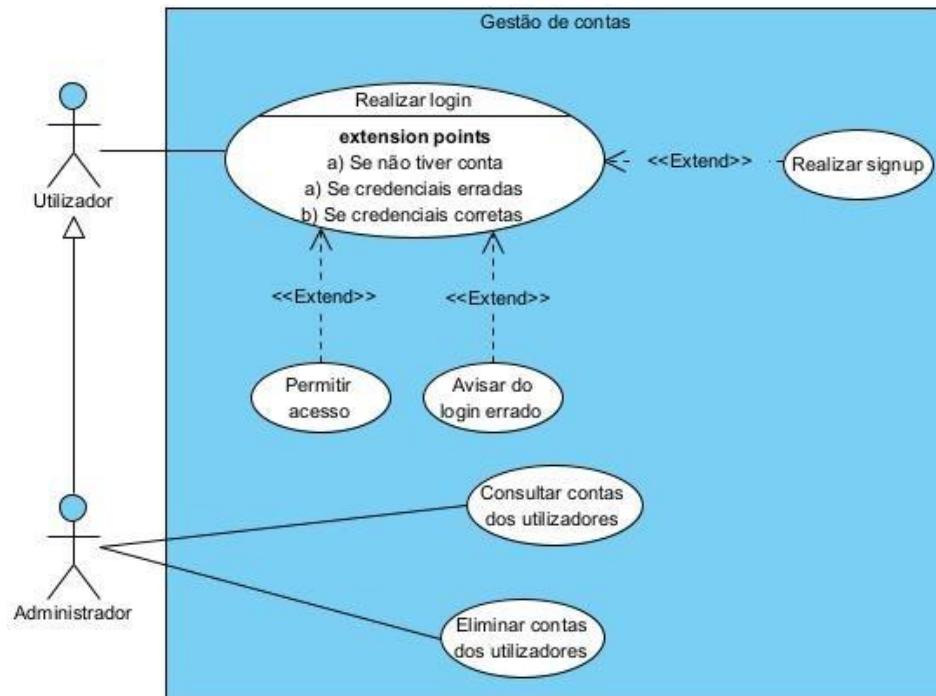 Gestão de contas
Realizar login
extension points
a) Se não tiver conta
a) Se credenciais erradas
b) Se credenciais corretas
<<Extend>>
Realizar signup
Utilizador
<<Extend>>
<<Extend>>
Permitir
acesso
Avisar do
login errado
Consultar contas
dos utilizadores
Administrador
Eliminar contas
dos utilizadores